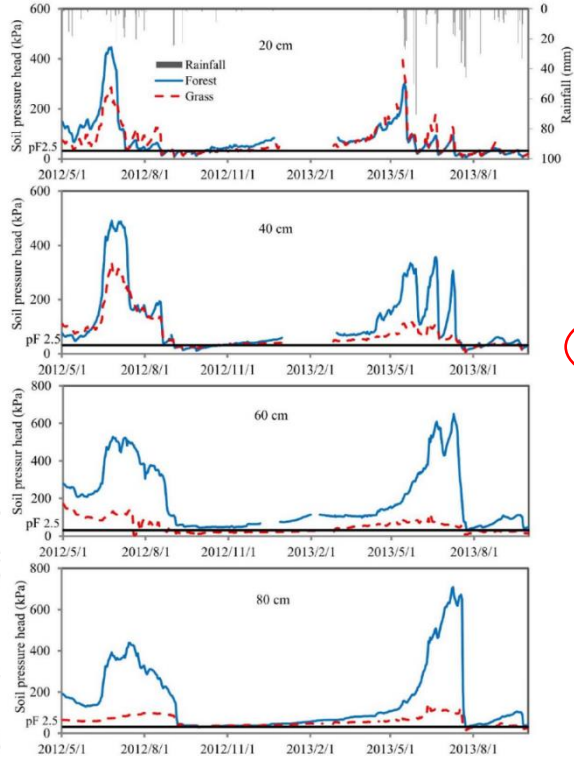 600 0
20 cm
Soil pressure head (kPa)
Rainfall (mm)
400 20
40
200 60
80
pF2.5
0 100
Rainfall
Forest
Grass
2012/5/1 2012/8/1 2012/11/1 2013/2/1 2013/5/1 2013/8/1
600
40 cm
Soil pressure head (kPa)
400
200
pF 2.5
0
2012/5/1 2012/8/1 2012/11/1 2013/2/1 2013/5/1 2013/8/1
800
60 cm
Soil pressur head (kPa)
600
400
200
pF 2.5
0
2012/5/1 2012/8/1 2012/11/1 2013/2/1 2013/5/1 2013/8/1
800
80 cm
Soil pressure head (kPa)
600
400
200
pF 2.5
0
2012/5/1 2012/8/1 2012/11/1 2013/2/1 2013/5/1 2013/8/1